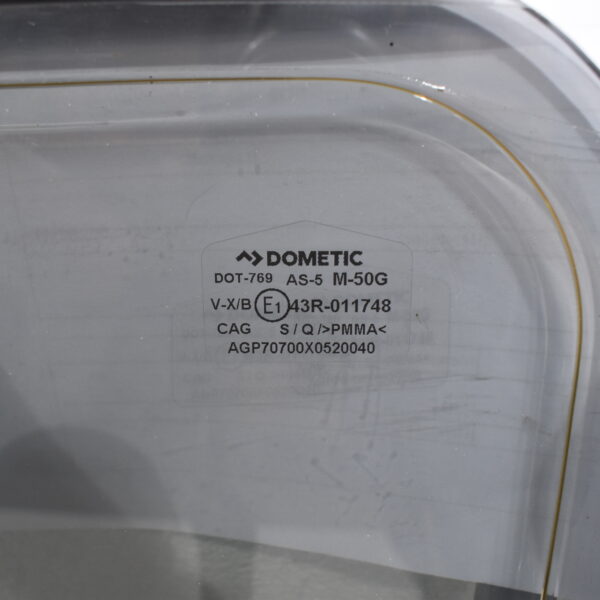 DOMETIC
DOT-769 AS-5 M-50G
V-X/B E1 43R-011748
CAG S / Q />PMMA<
AGP70700X0520040